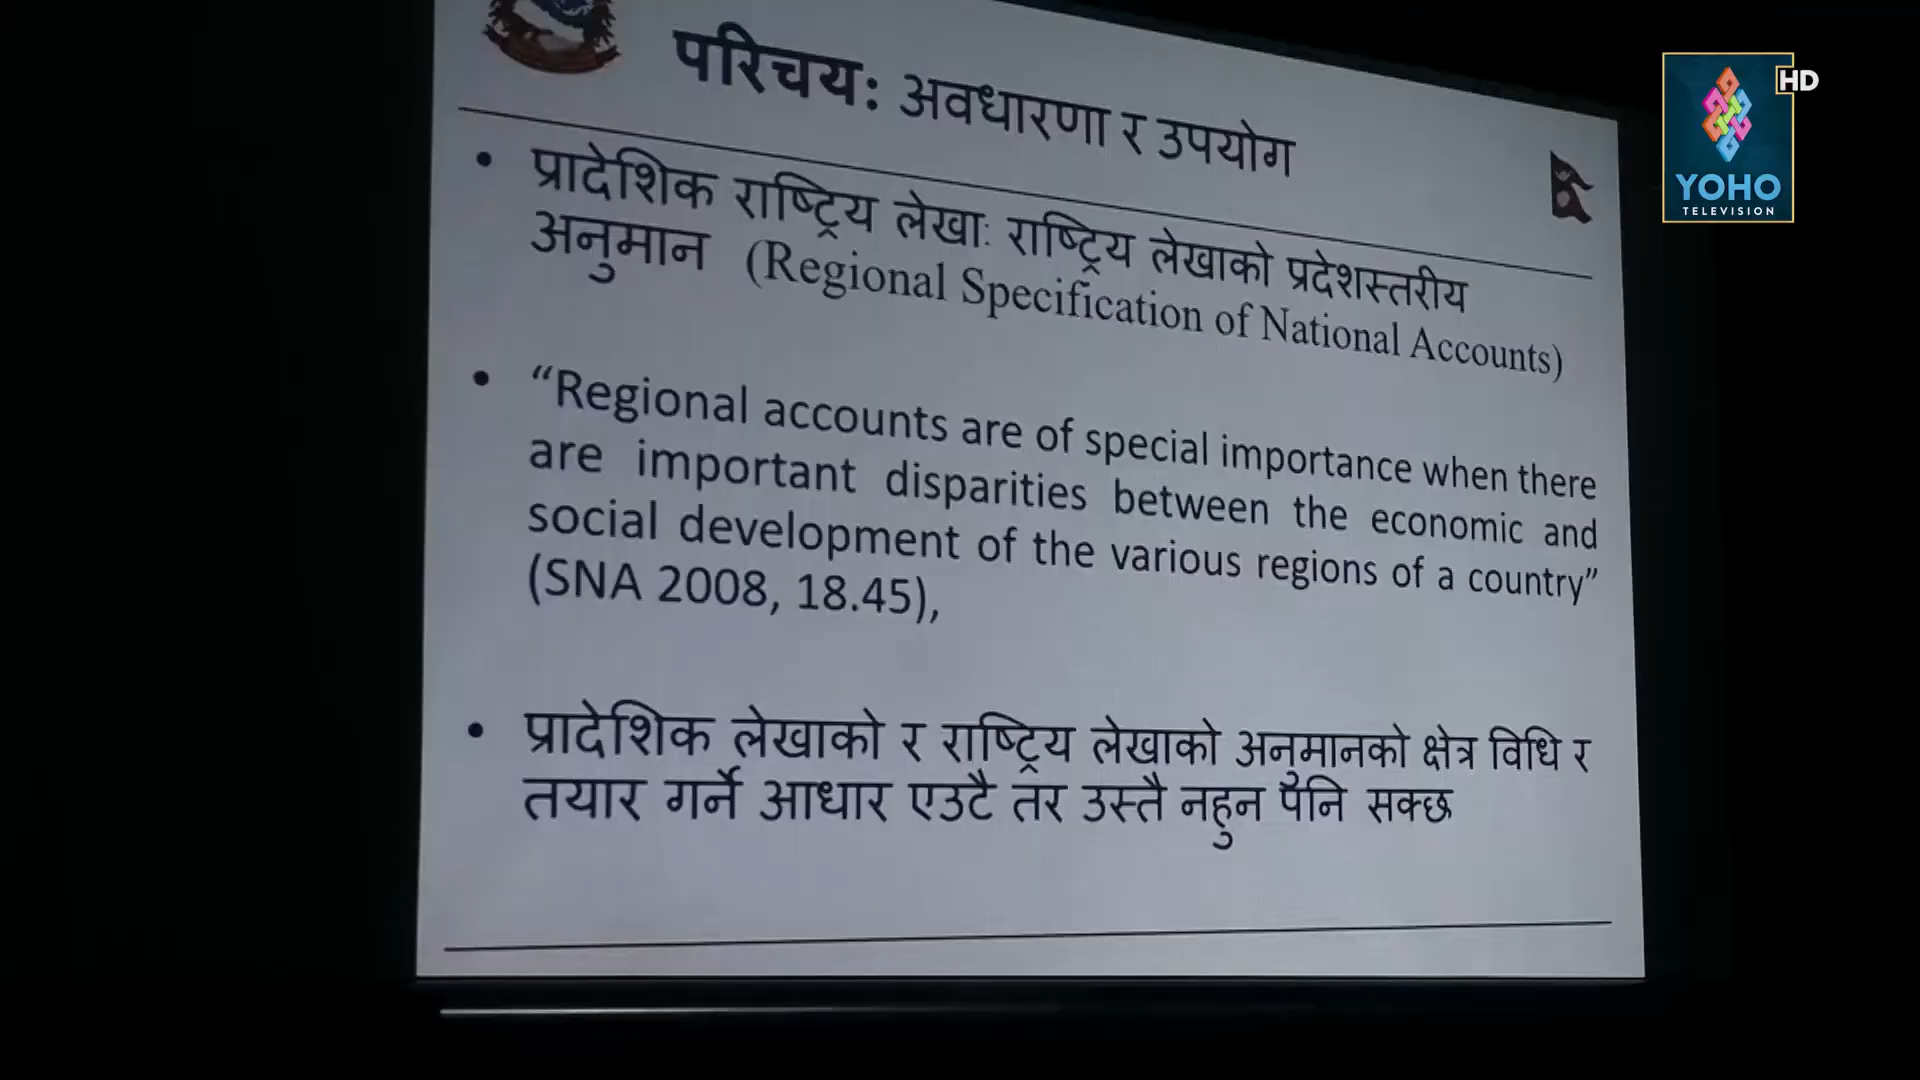 परिचय: अवधारणा र उपयोग
• प्रादेशिक राष्ट्रिय लेखा: राष्ट्रिय लेखाको प्रदेशस्तरीय
अनुमान (Regional Specification of National Accounts)
• “Regional accounts are of special importance when there
are important disparities between the economic and
social development of the various regions of a country”
(SNA 2008, 18.45),
• प्रादेशिक लेखाको र राष्ट्रिय लेखाको अनुमानको क्षेत्र विधि र
तयार गर्ने आधार एउटै तर उस्तै नहुन पनि सक्छ
HD
YOHO
TELEVISION